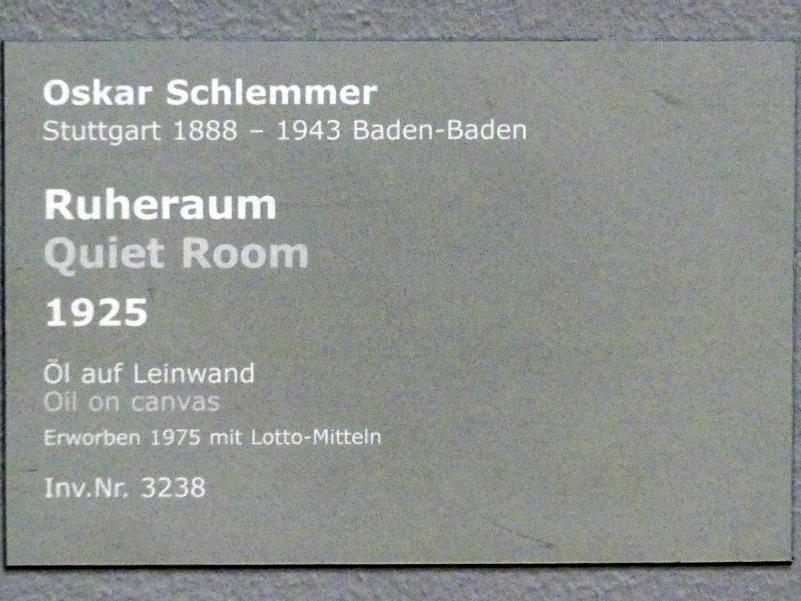 Oskar Schlemmer
Stuttgart 1888 – 1943 Baden-Baden
Ruheraum
Quiet Room
1925
Öl auf Leinwand
Oil on canvas
Erworben 1975 mit Lotto-Mitteln
Inv.Nr. 3238